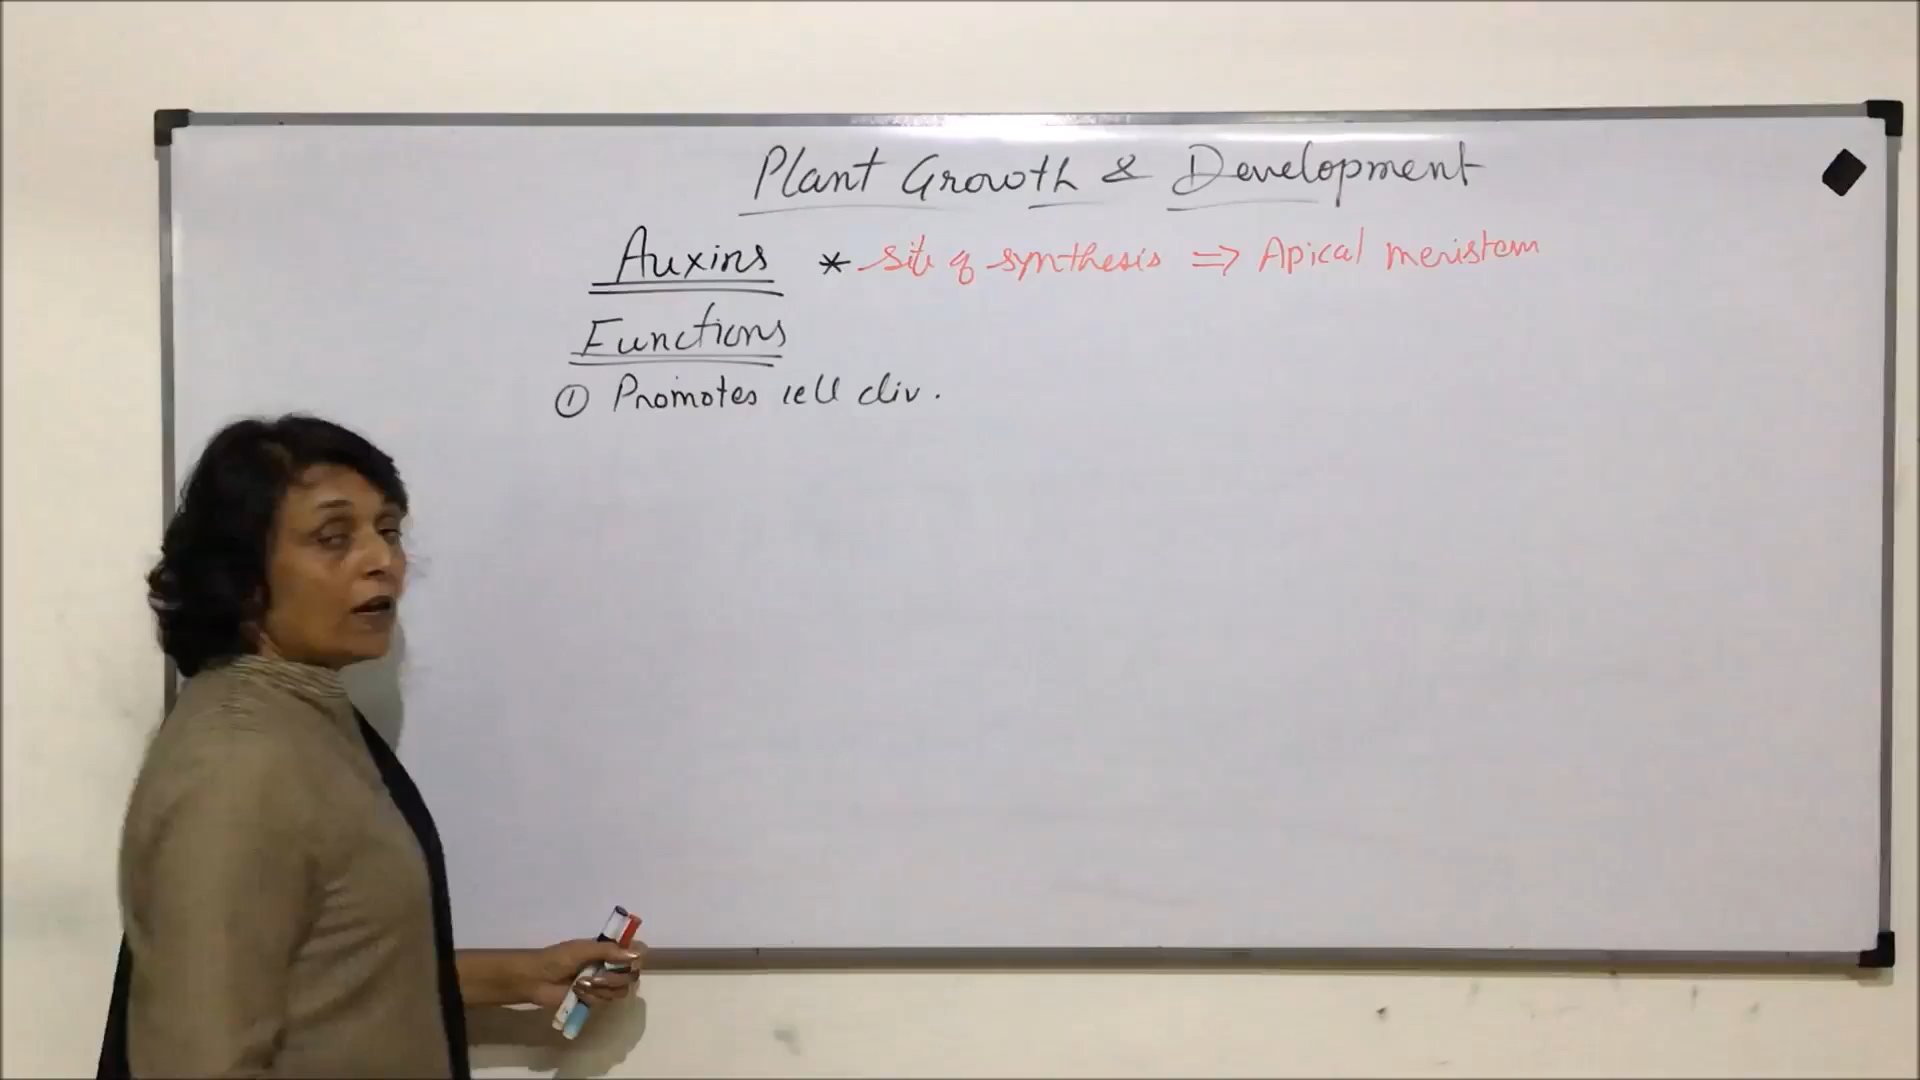 Plant Growth & Development
Auxins * site of synthesis ⇒ Apical meristem
Functions
① Promotes cell div.